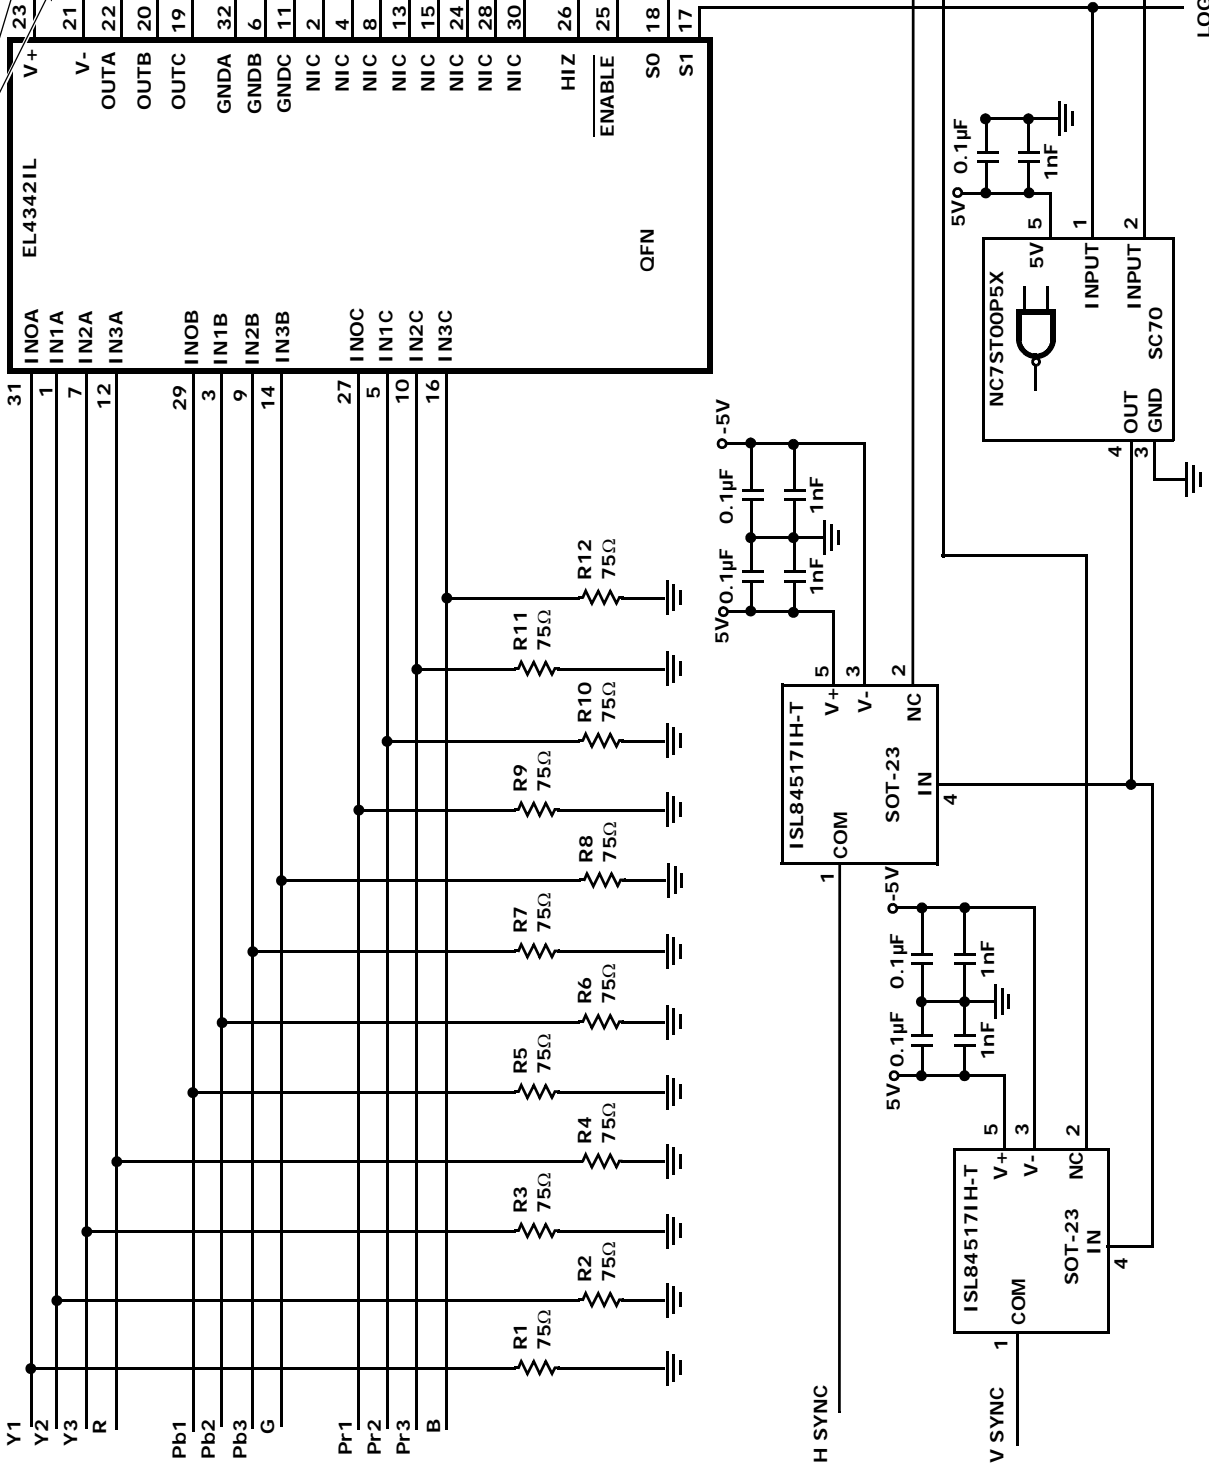 23
21
22
20
19
32
6
11
2
4
8
13
15
24
28
30
26
25
18
17
V+
V-
OUTA
OUTB
OUTC
GNDA
GNDB
GNDC
NIC
NIC
NIC
NIC
NIC
NIC
NIC
NIC
HIZ
ENABLE
S0
S1
EL4342IL
QFN
IN0A
IN1A
IN2A
IN3A
IN0B
IN1B
IN2B
IN3B
IN0C
IN1C
IN2C
IN3C
31
1
7
12
29
3
9
14
27
5
10
16
R12
75Ω
R11
75Ω
R10
75Ω
R9
75Ω
R8
75Ω
R7
75Ω
R6
75Ω
R5
75Ω
R4
75Ω
R3
75Ω
R2
75Ω
R1
75Ω
Y1
Y2
Y3
R
Pb1
Pb2
Pb3
G
Pr1
Pr2
Pr3
B
0.1µF
1nF
5V
5
1
2
5V
INPUT
INPUT
NC7ST00P5X
SC70
OUT
GND
4
3
-5V
0.1µF
1nF
0.1µF
1nF
5V
5
3
2
V+
V-
NC
ISL84517IH-T
SOT-23
IN
COM
4
1
-5V
0.1µF
1nF
0.1µF
1nF
5V
5
3
2
V+
V-
NC
ISL84517IH-T
SOT-23
IN
COM
4
1
H SYNC
V SYNC